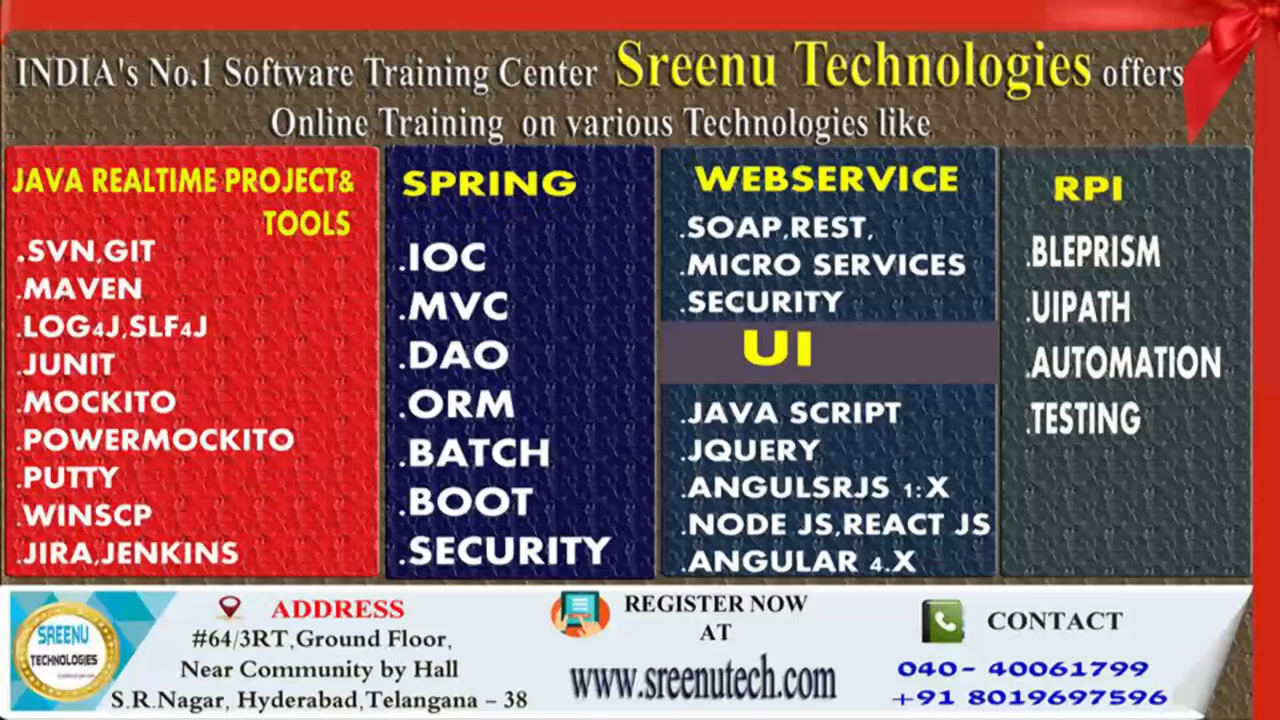 INDIA's No.1 Software Training Center Sreenu Technologies offers
Online Training on various Technologies like
JAVA REALTIME PROJECT&
TOOLS
.SVN,GIT
.MAVEN
.LOG4J,SLF4J
.JUNIT
.MOCKITO
.POWERMOCKITO
.PUTTY
.WINSCP
.JIRA,JENKINS
SPRING
.IOC
.MVC
.DAO
.ORM
.BATCH
.BOOT
.SECURITY
WEBSERVICE
.SOAP,REST,
.MICRO SERVICES
.SECURITY
UI
.JAVA SCRIPT
.JQUERY
.ANGULSRJS 1:X
.NODE JS,REACT JS
.ANGULAR 4.X
RPI
.BLEPRISM
.UIPATH
.AUTOMATION
.TESTING
SREENU
TECHNOLOGIES
ADDRESS
#64/3RT,Ground Floor,
Near Community by Hall
S.R.Nagar, Hyderabad,Telangana – 38
REGISTER NOW
AT
www.sreenutech.com
CONTACT
040- 40061799
+91 8019697596